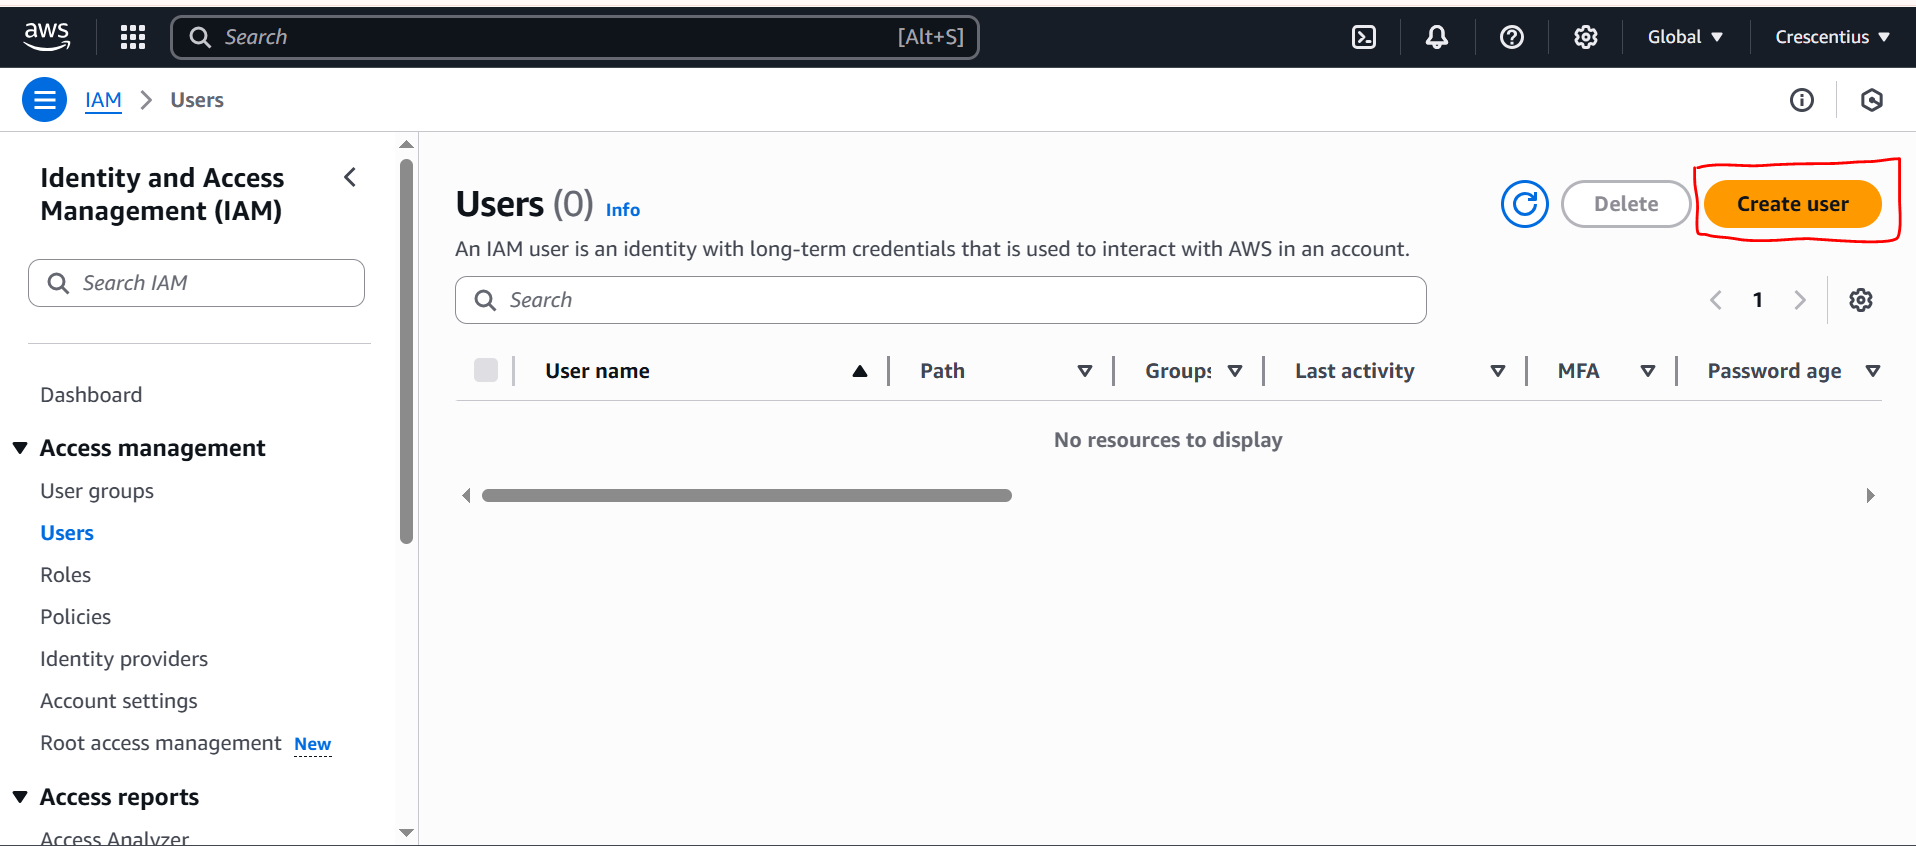 aws
Search [Alt+S]
Global
Crescentius
IAM
Users
Identity and Access
Management (IAM)
Search IAM
Dashboard
Access management
User groups
Users
Roles
Policies
Identity providers
Account settings
Root access management New
Access reports
Access Analyzer
Users (0) Info
Delete
Create user
An IAM user is an identity with long-term credentials that is used to interact with AWS in an account.
Search
1
User name Path Groups Last activity MFA Password age
No resources to display